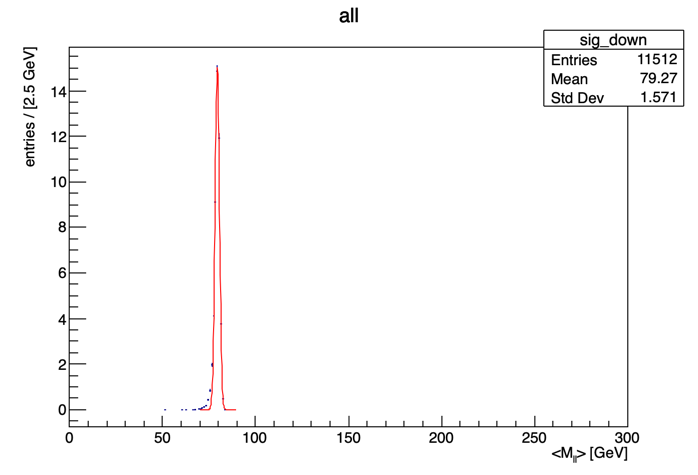 all
sig_down
Entries 11512
Mean 79.27
Std Dev 1.571
entries / [2.5 GeV]
14
12
10
8
6
4
2
0
0 50 100 150 200 250 300
<M_ll> [GeV]